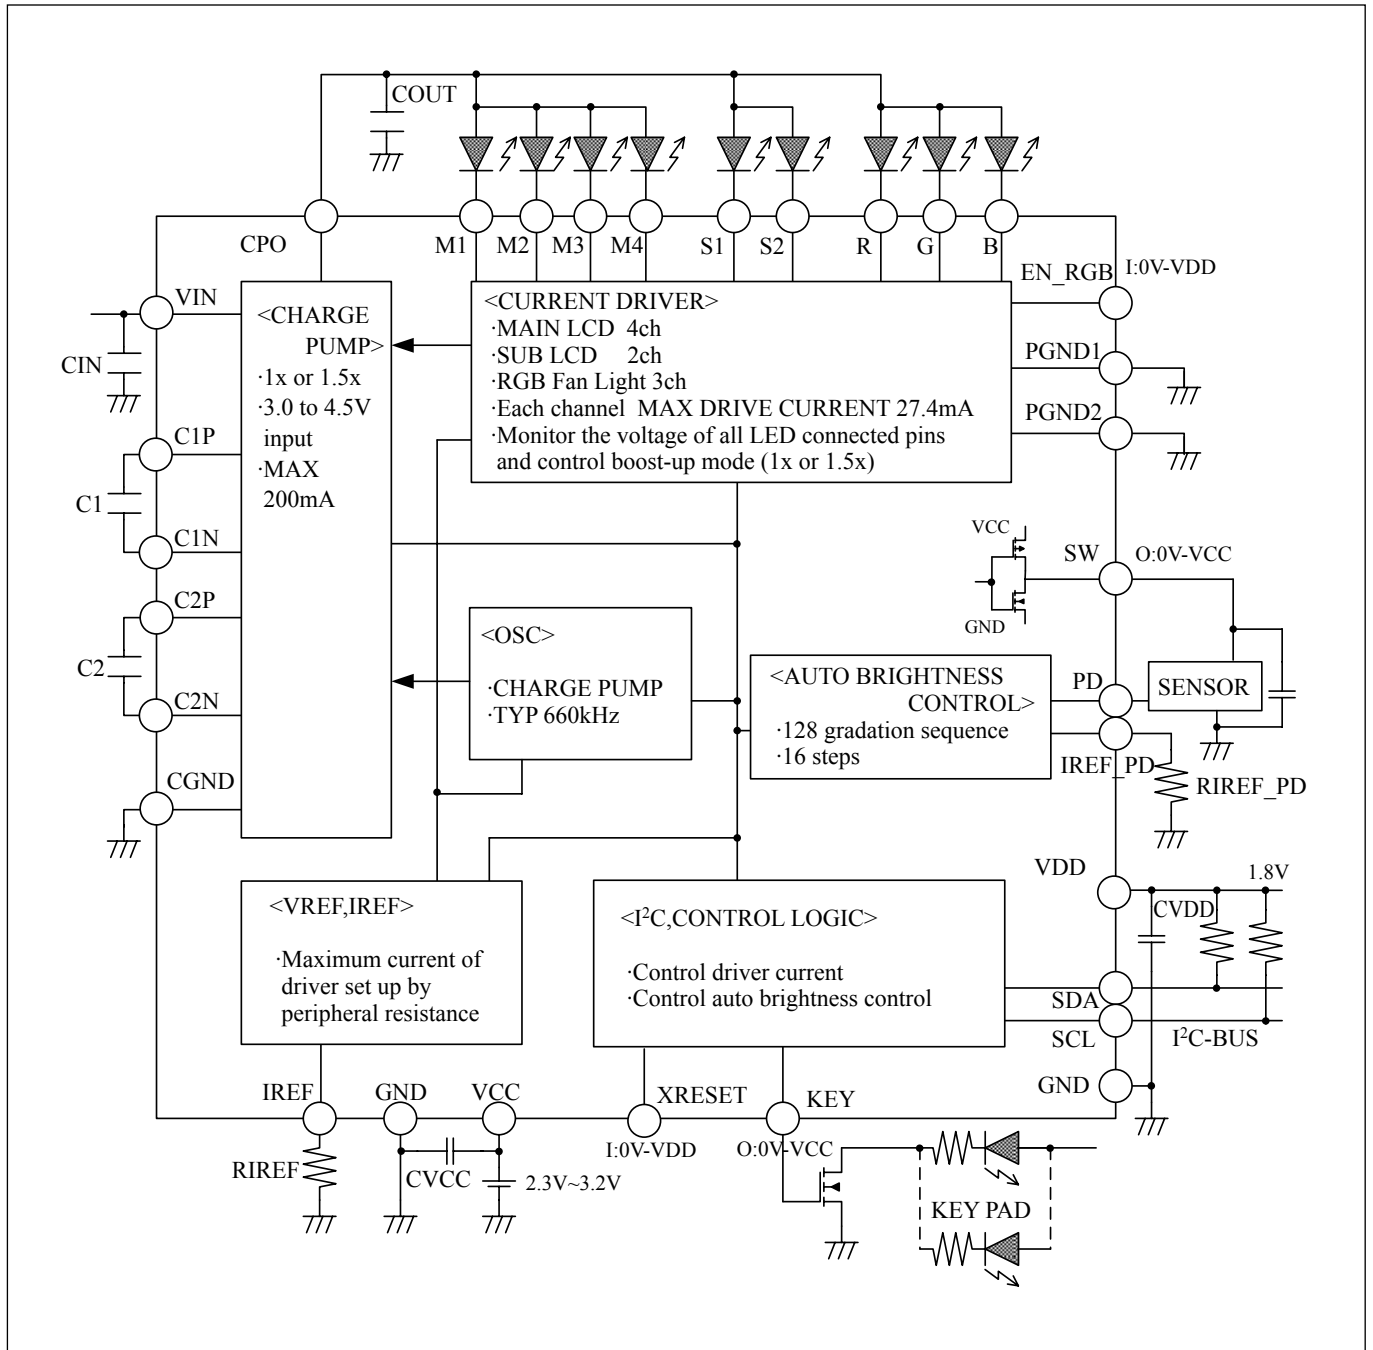 COUT
CPO
M1
M2
M3
M4
S1
S2
R
G
B
EN_RGB
I:0V-VDD
VIN
CIN
<CHARGE
PUMP>
·1x or 1.5x
·3.0 to 4.5V
input
·MAX
200mA
<CURRENT DRIVER>
·MAIN LCD 4ch
·SUB LCD 2ch
·RGB Fan Light 3ch
·Each channel MAX DRIVE CURRENT 27.4mA
·Monitor the voltage of all LED connected pins
and control boost-up mode (1x or 1.5x)
PGND1
PGND2
C1P
C1
C1N
C2P
C2
C2N
CGND
VCC
GND
SW
O:0V-VCC
<OSC>
·CHARGE PUMP
·TYP 660kHz
<AUTO BRIGHTNESS
CONTROL>
·128 gradation sequence
·16 steps
PD
SENSOR
IREF_PD
RIREF_PD
VDD
1.8V
CVDD
<VREF,IREF>
·Maximum current of
driver set up by
peripheral resistance
<I²C,CONTROL LOGIC>
·Control driver current
·Control auto brightness control
SDA
SCL
I²C-BUS
GND
IREF
GND
VCC
XRESET
KEY
I:0V-VDD
O:0V-VCC
RIREF
CVCC
2.3V~3.2V
KEY PAD